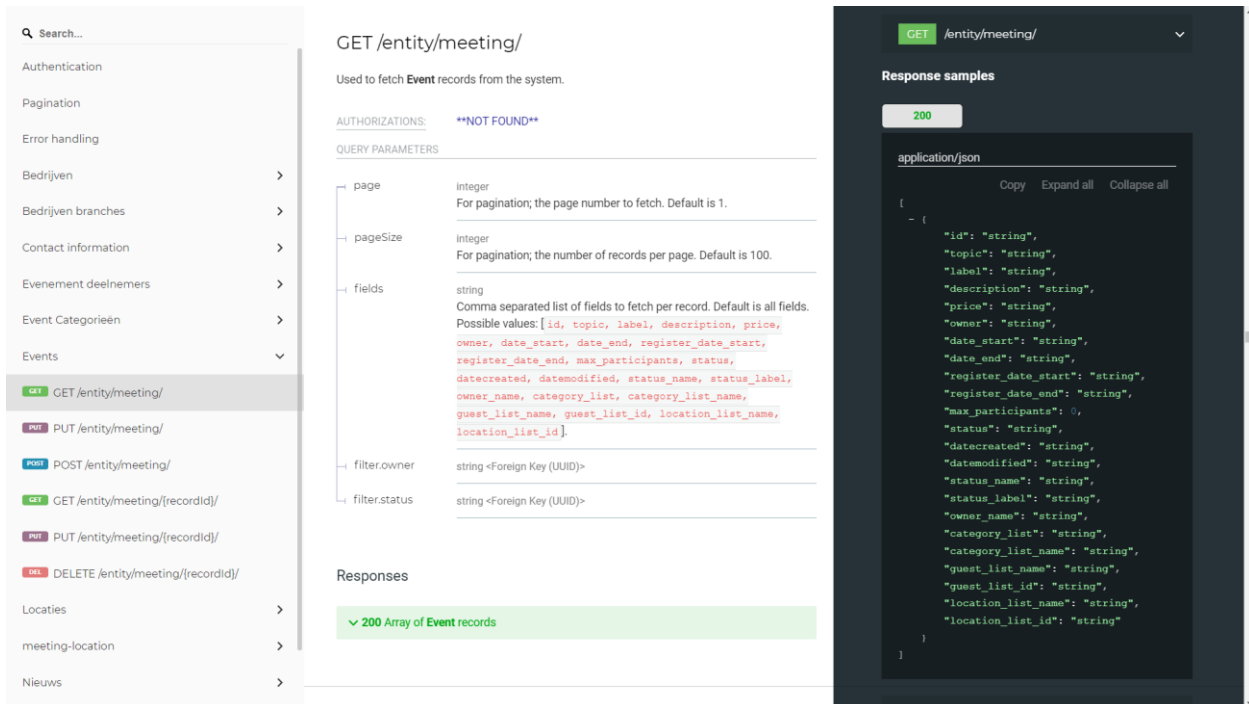 Search...
Authentication
Pagination
Error handling
Bedrijven
Bedrijven branches
Contact information
Evenement deelnemers
Event Categorieën
Events
GET GET /entity/meeting/
PUT PUT /entity/meeting/
POST POST /entity/meeting/
GET GET /entity/meeting/{recordId}/
PUT PUT /entity/meeting/{recordId}/
DEL DELETE /entity/meeting/{recordId}/
Locaties
meeting-location
Nieuws
GET /entity/meeting/
Used to fetch Event records from the system.
AUTHORIZATIONS: **NOT FOUND**
QUERY PARAMETERS
page integer
For pagination; the page number to fetch. Default is 1.
pageSize integer
For pagination; the number of records per page. Default is 100.
fields string
Comma separated list of fields to fetch per record. Default is all fields.
Possible values: [ id, topic, label, description, price,
owner, date_start, date_end, register_date_start,
register_date_end, max_participants, status,
datecreated, datemodified, status_name, status_label,
owner_name, category_list, category_list_name,
guest_list_name, guest_list_id, location_list_name,
location_list_id ].
filter.owner string <Foreign Key (UUID)>
filter.status string <Foreign Key (UUID)>
Responses
200 Array of Event records
GET /entity/meeting/
Response samples
200
application/json
Copy Expand all Collapse all
[
- {
"id": "string",
"topic": "string",
"label": "string",
"description": "string",
"price": "string",
"owner": "string",
"date_start": "string",
"date_end": "string",
"register_date_start": "string",
"register_date_end": "string",
"max_participants": 0,
"status": "string",
"datecreated": "string",
"datemodified": "string",
"status_name": "string",
"status_label": "string",
"owner_name": "string",
"category_list": "string",
"category_list_name": "string",
"guest_list_name": "string",
"guest_list_id": "string",
"location_list_name": "string",
"location_list_id": "string"
}
]